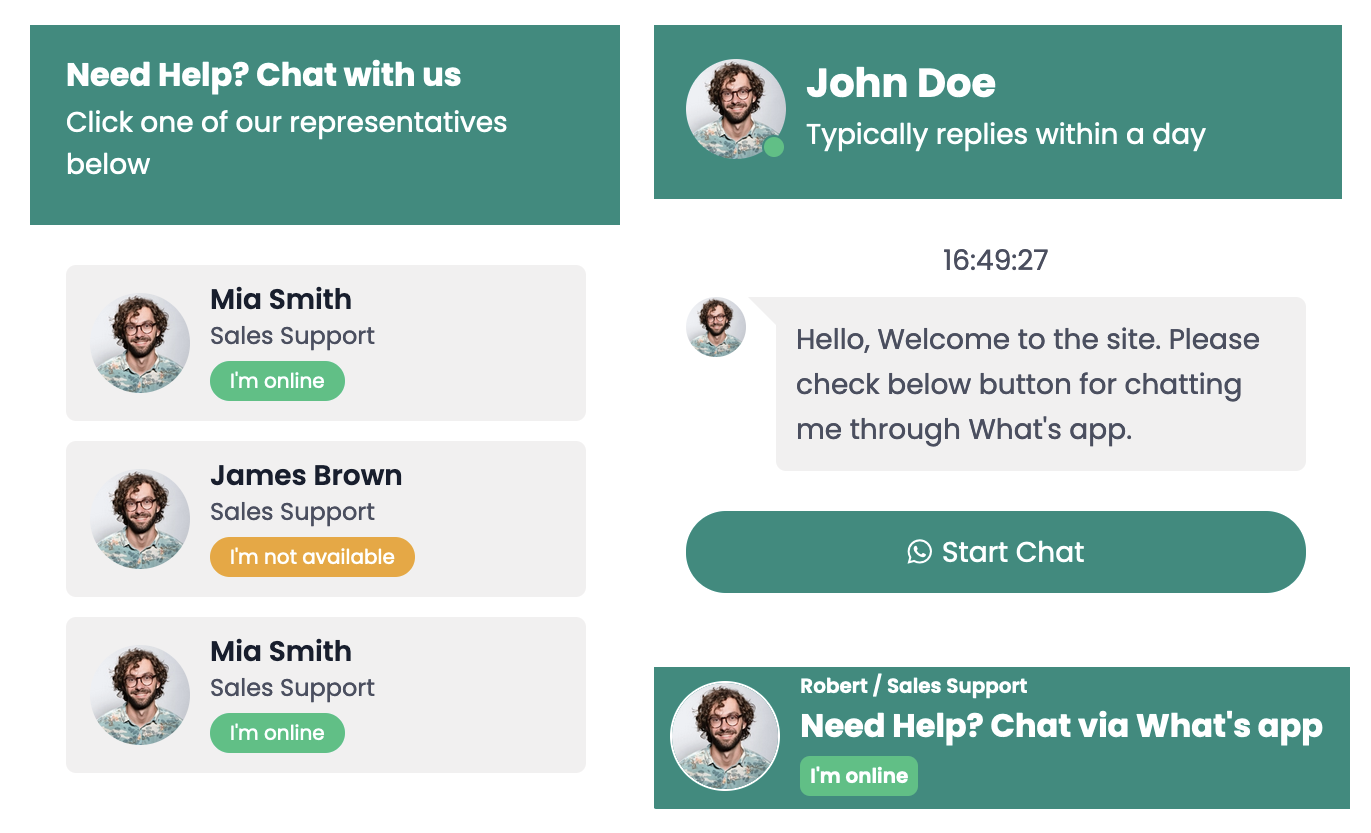 Need Help? Chat with us
Click one of our representatives
below
Mia Smith
Sales Support
I'm online
James Brown
Sales Support
I'm not available
Mia Smith
Sales Support
I'm online
John Doe
Typically replies within a day
16:49:27
Hello, Welcome to the site. Please
check below button for chatting
me through What's app.
Start Chat
Robert / Sales Support
Need Help? Chat via What's app
I'm online